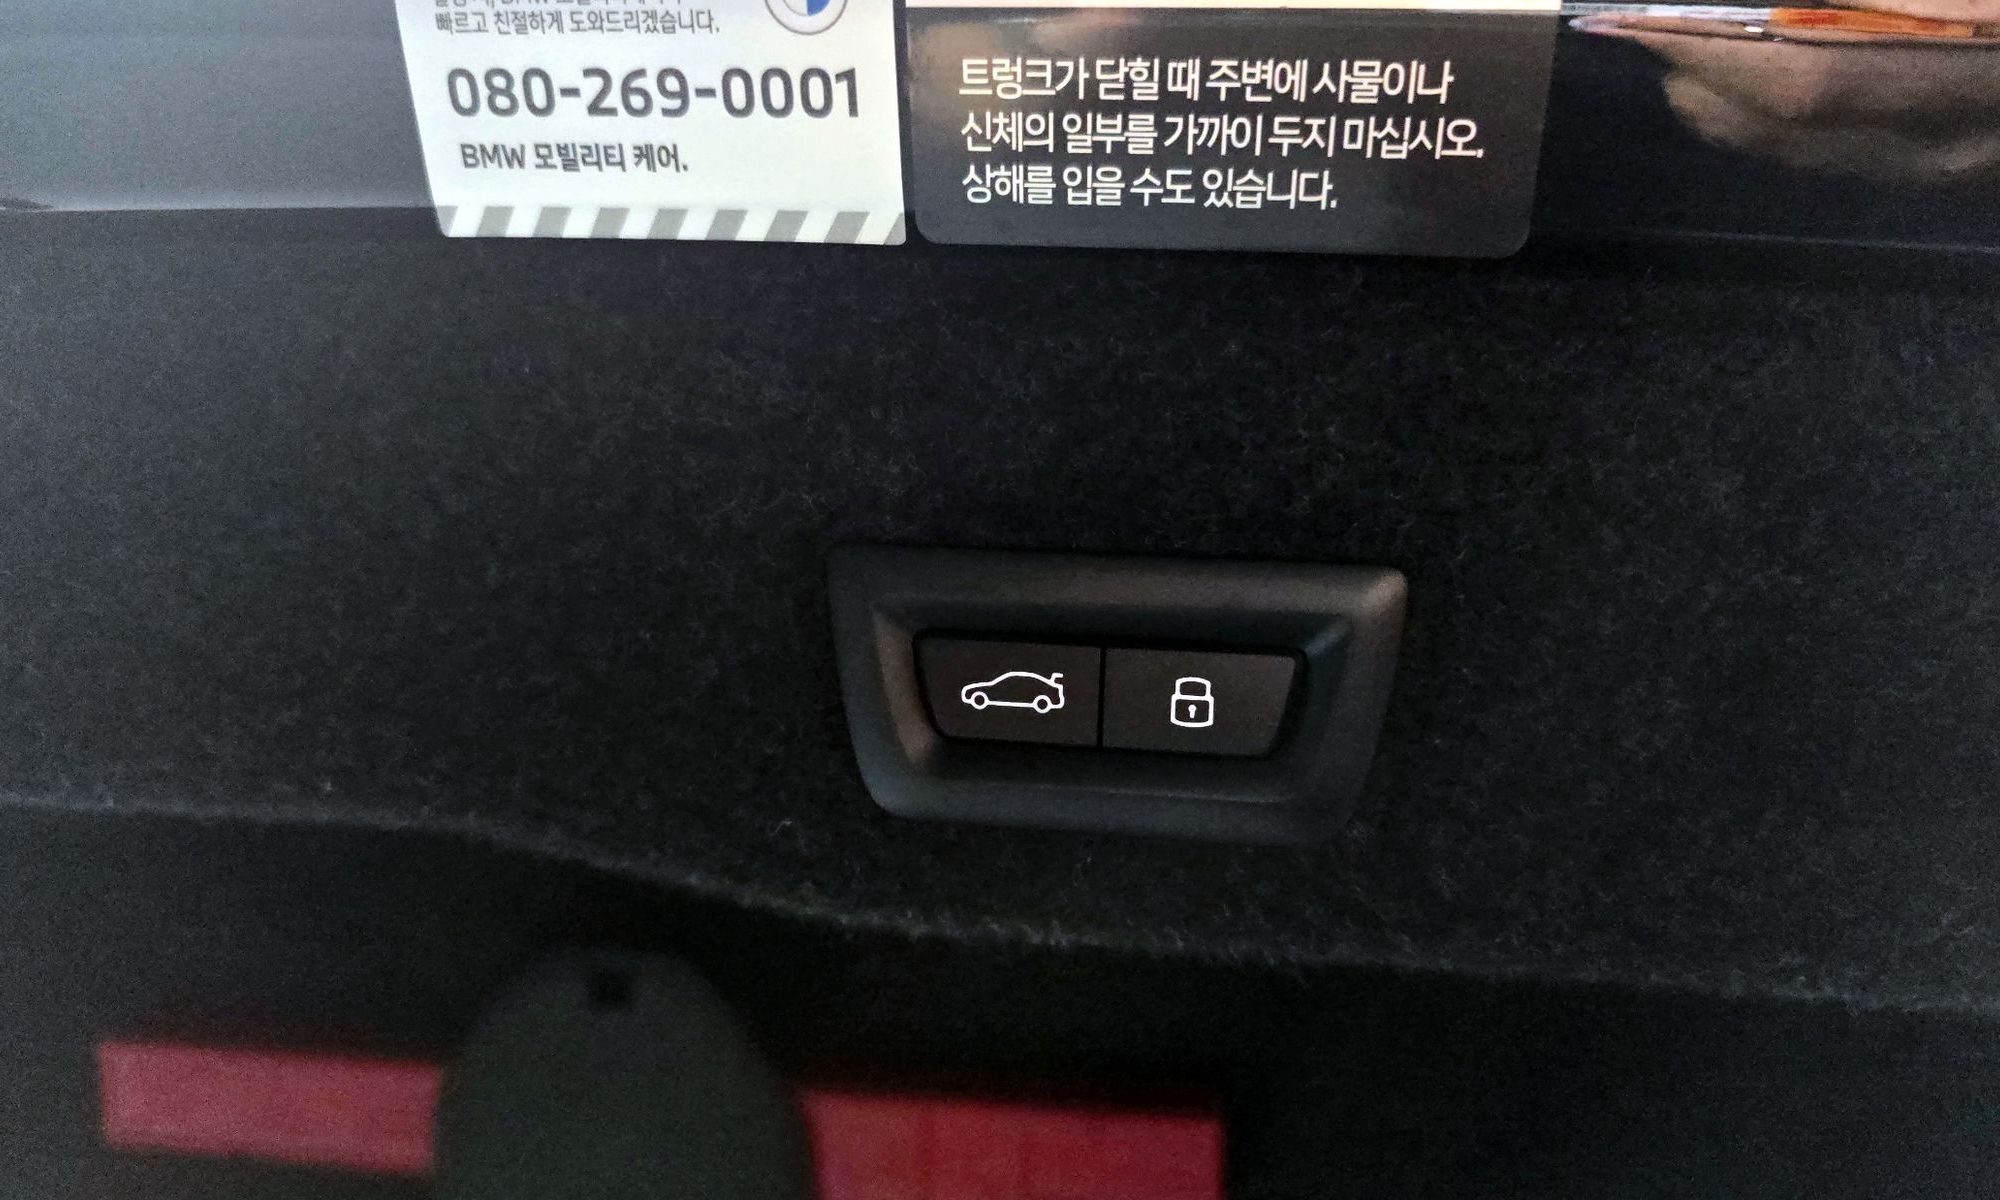 빠르고 친절하게 도와드리겠습니다.
080-269-0001
BMW 모빌리티 케어.
트렁크가 닫힐 때 주변에 사물이나
신체의 일부를 가까이 두지 마십시오.
상해를 입을 수도 있습니다.